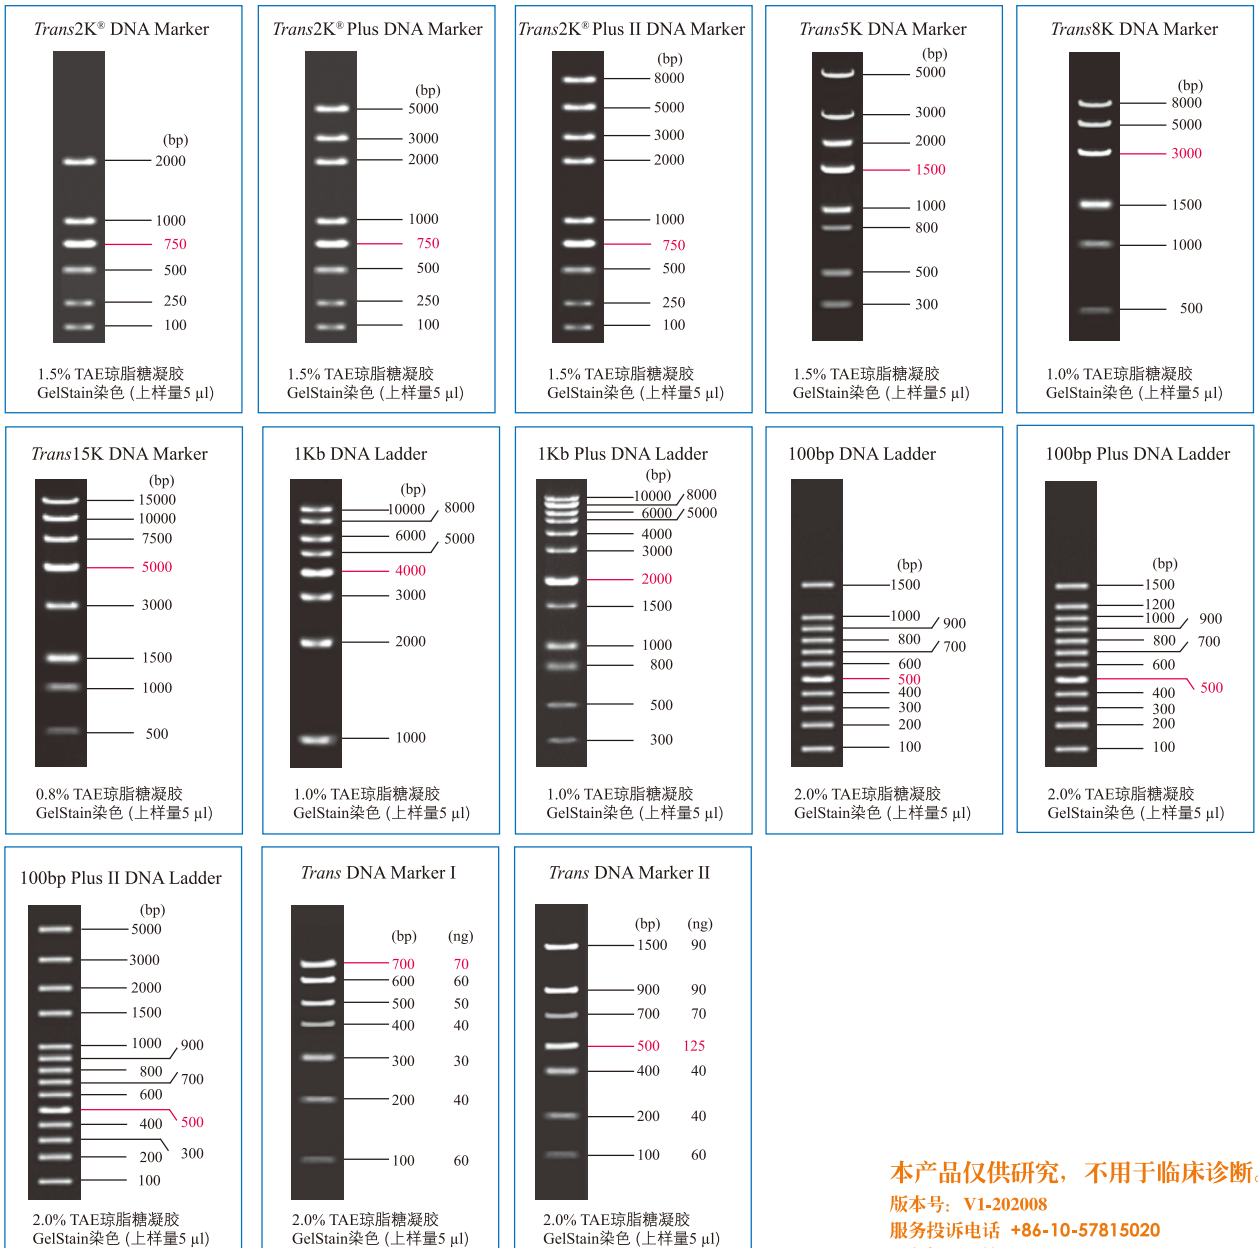 Trans2K® DNA Marker
(bp)
2000
1000
750
500
250
100
1.5% TAE琼脂糖凝胶
GelStain染色 (上样量5 µl)
Trans2K® Plus DNA Marker
(bp)
5000
3000
2000
1000
750
500
250
100
1.5% TAE琼脂糖凝胶
GelStain染色 (上样量5 µl)
Trans2K® Plus II DNA Marker
(bp)
8000
5000
3000
2000
1000
750
500
250
100
1.5% TAE琼脂糖凝胶
GelStain染色 (上样量5 µl)
Trans5K DNA Marker
(bp)
5000
3000
2000
1500
1000
800
500
300
1.5% TAE琼脂糖凝胶
GelStain染色 (上样量5 µl)
Trans8K DNA Marker
(bp)
8000
5000
3000
1500
1000
500
1.0% TAE琼脂糖凝胶
GelStain染色 (上样量5 µl)
Trans15K DNA Marker
(bp)
15000
10000
7500
5000
3000
1500
1000
500
0.8% TAE琼脂糖凝胶
GelStain染色 (上样量5 µl)
1Kb DNA Ladder
(bp)
10000 8000
6000
5000
4000
3000
2000
1000
1.0% TAE琼脂糖凝胶
GelStain染色 (上样量5 µl)
1Kb Plus DNA Ladder
(bp)
10000 8000
6000 5000
4000
3000
2000
1500
1000
800
500
300
1.0% TAE琼脂糖凝胶
GelStain染色 (上样量5 µl)
100bp DNA Ladder
(bp)
1500
1000
900
800
700
600
500
400
300
200
100
2.0% TAE琼脂糖凝胶
GelStain染色 (上样量5 µl)
100bp Plus DNA Ladder
(bp)
1500
1200
1000 900
800 700
600
500
400
300
200
100
2.0% TAE琼脂糖凝胶
GelStain染色 (上样量5 µl)
100bp Plus II DNA Ladder
(bp)
5000
3000
2000
1500
1000 900
800
700
600
500
400
300
200
100
2.0% TAE琼脂糖凝胶
GelStain染色 (上样量5 µl)
Trans DNA Marker I
(bp) (ng)
700 70
600 60
500 50
400 40
300 30
200 40
100 60
2.0% TAE琼脂糖凝胶
GelStain染色 (上样量5 µl)
Trans DNA Marker II
(bp) (ng)
1500 90
900 90
700 70
500 125
400 40
200 40
100 60
2.0% TAE琼脂糖凝胶
GelStain染色 (上样量5 µl)
本产品仅供研究，不用于临床诊断。
版本号：V1-202008
服务投诉电话 +86-10-57815020